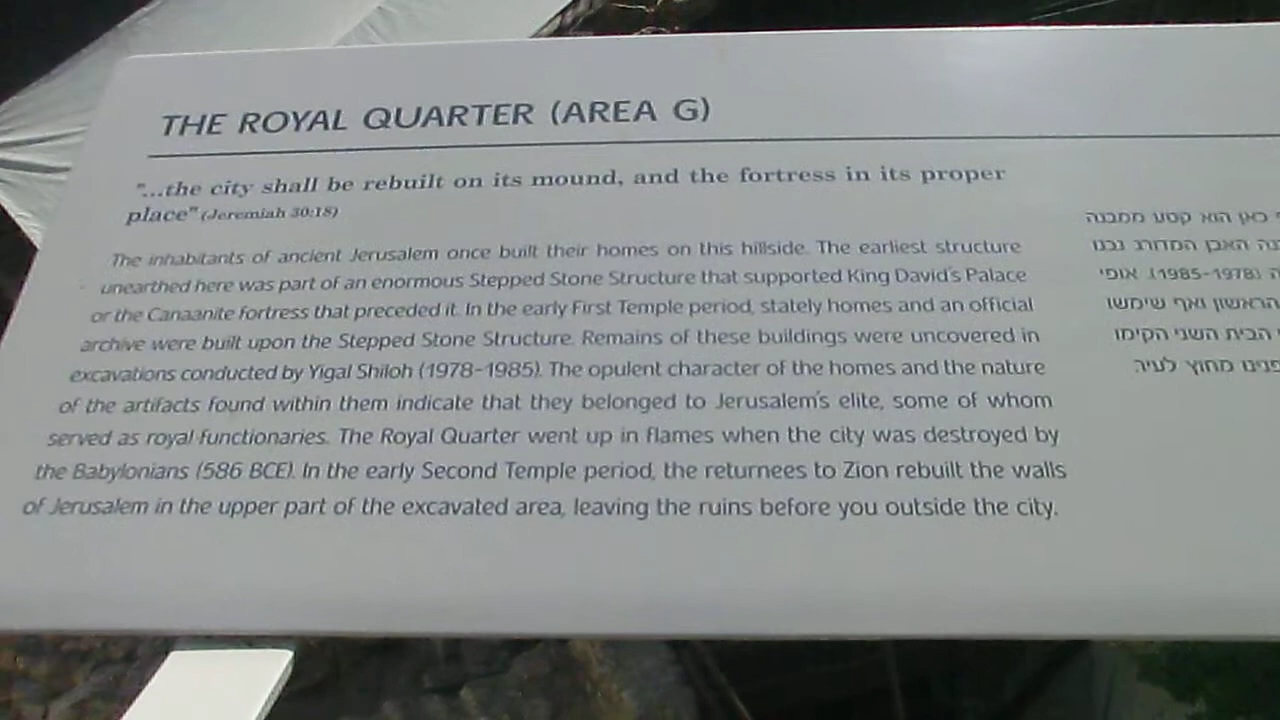 THE ROYAL QUARTER (AREA G)
"...the city shall be rebuilt on its mound, and the fortress in its proper
place" (Jeremiah 30:18)
The inhabitants of ancient Jerusalem once built their homes on this hillside. The earliest structure
unearthed here was part of an enormous Stepped Stone Structure that supported King David's Palace
or the Canaanite fortress that preceded it. In the early First Temple period, stately homes and an official
archive were built upon the Stepped Stone Structure. Remains of these buildings were uncovered in
excavations conducted by Yigal Shiloh (1978-1985). The opulent character of the homes and the nature
of the artifacts found within them indicate that they belonged to Jerusalem's elite, some of whom
served as royal functionaries. The Royal Quarter went up in flames when the city was destroyed by
the Babylonians (586 BCE). In the early Second Temple period, the returnees to Zion rebuilt the walls
of Jerusalem in the upper part of the excavated area, leaving the ruins before you outside the city.
כאן הוא קטע ממבנה
האבן המדורג נבנו
(1978-1985). אופי
הראשון ואף שימשו
הבית השני הקימו
מחוץ לעיר.